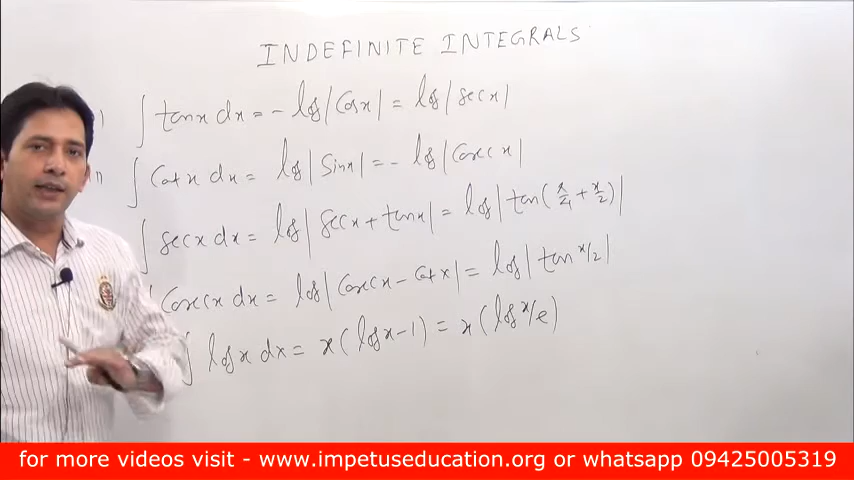 INDEFINITE INTEGRALS
∫ tanx dx = - log|Cosx| = log|secx|
∫ Cotx dx = log|Sinx| = - log|Cosecx|
∫ secx dx = log|secx + tanx| = log|tan(π/4 + x/2)|
∫ Cosecx dx = log|Cosecx - Cotx| = log|tan x/2|
∫ logx dx = x(logx - 1) = x(log x/e)
for more videos visit - www.impetuseducation.org or whatsapp 09425005319